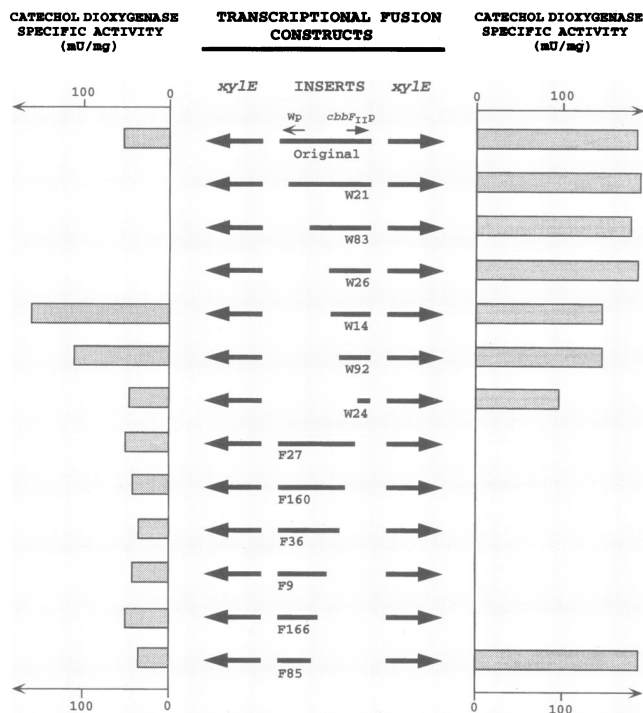 CATECHOL DIOXYGENASE
SPECIFIC ACTIVITY
(mU/mg)
TRANSCRIPTIONAL FUSION
CONSTRUCTS
CATECHOL DIOXYGENASE
SPECIFIC ACTIVITY
(mU/mg)
100 0
xylE INSERTS xylE
0 100
Wp cbbFIIp
Original
W21
W83
W26
W14
W92
W24
F27
F160
F36
F9
F166
F85
100 0
0 100